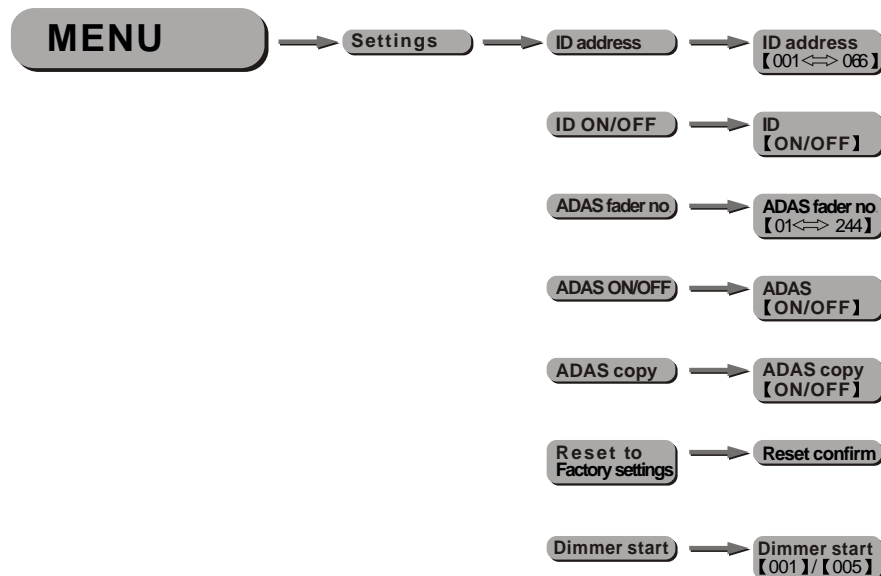 MENU
Settings
ID address
ID address
【001⇔066】
ID ON/OFF
ID
【ON/OFF】
ADAS fader no.
ADAS fader no.
【01⇔ 244】
ADAS ON/OFF
ADAS
【ON/OFF】
ADAS copy
ADAS copy
【ON/OFF】
Reset to
Factory settings
Reset confirm
Dimmer start
Dimmer start
【001】/【005】